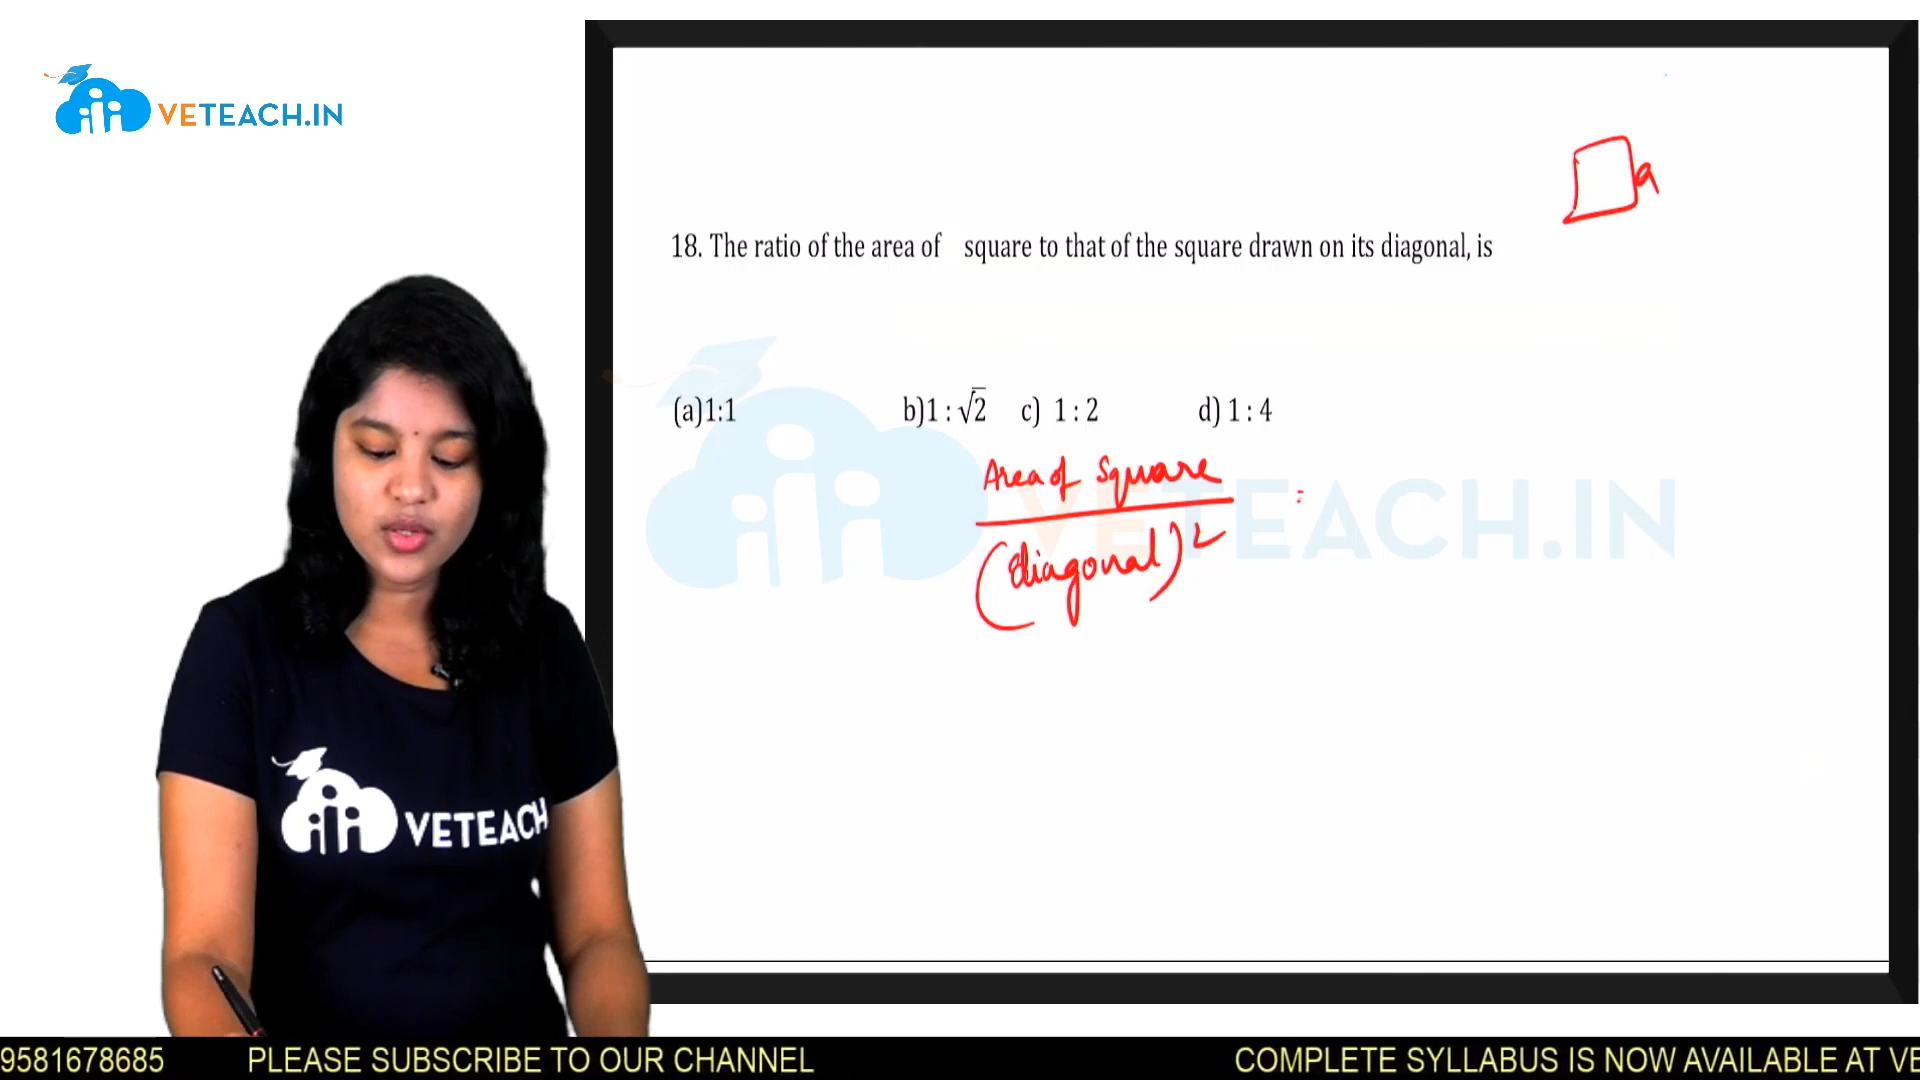 VETEACH.IN
a
18. The ratio of the area of square to that of the square drawn on its diagonal, is
(a)1:1 b)1 : √2 c) 1 : 2 d) 1 : 4
Area of Square
=
(diagonal)²
VETEACH.IN
VETEACH
9581678685 PLEASE SUBSCRIBE TO OUR CHANNEL COMPLETE SYLLABUS IS NOW AVAILABLE AT VE